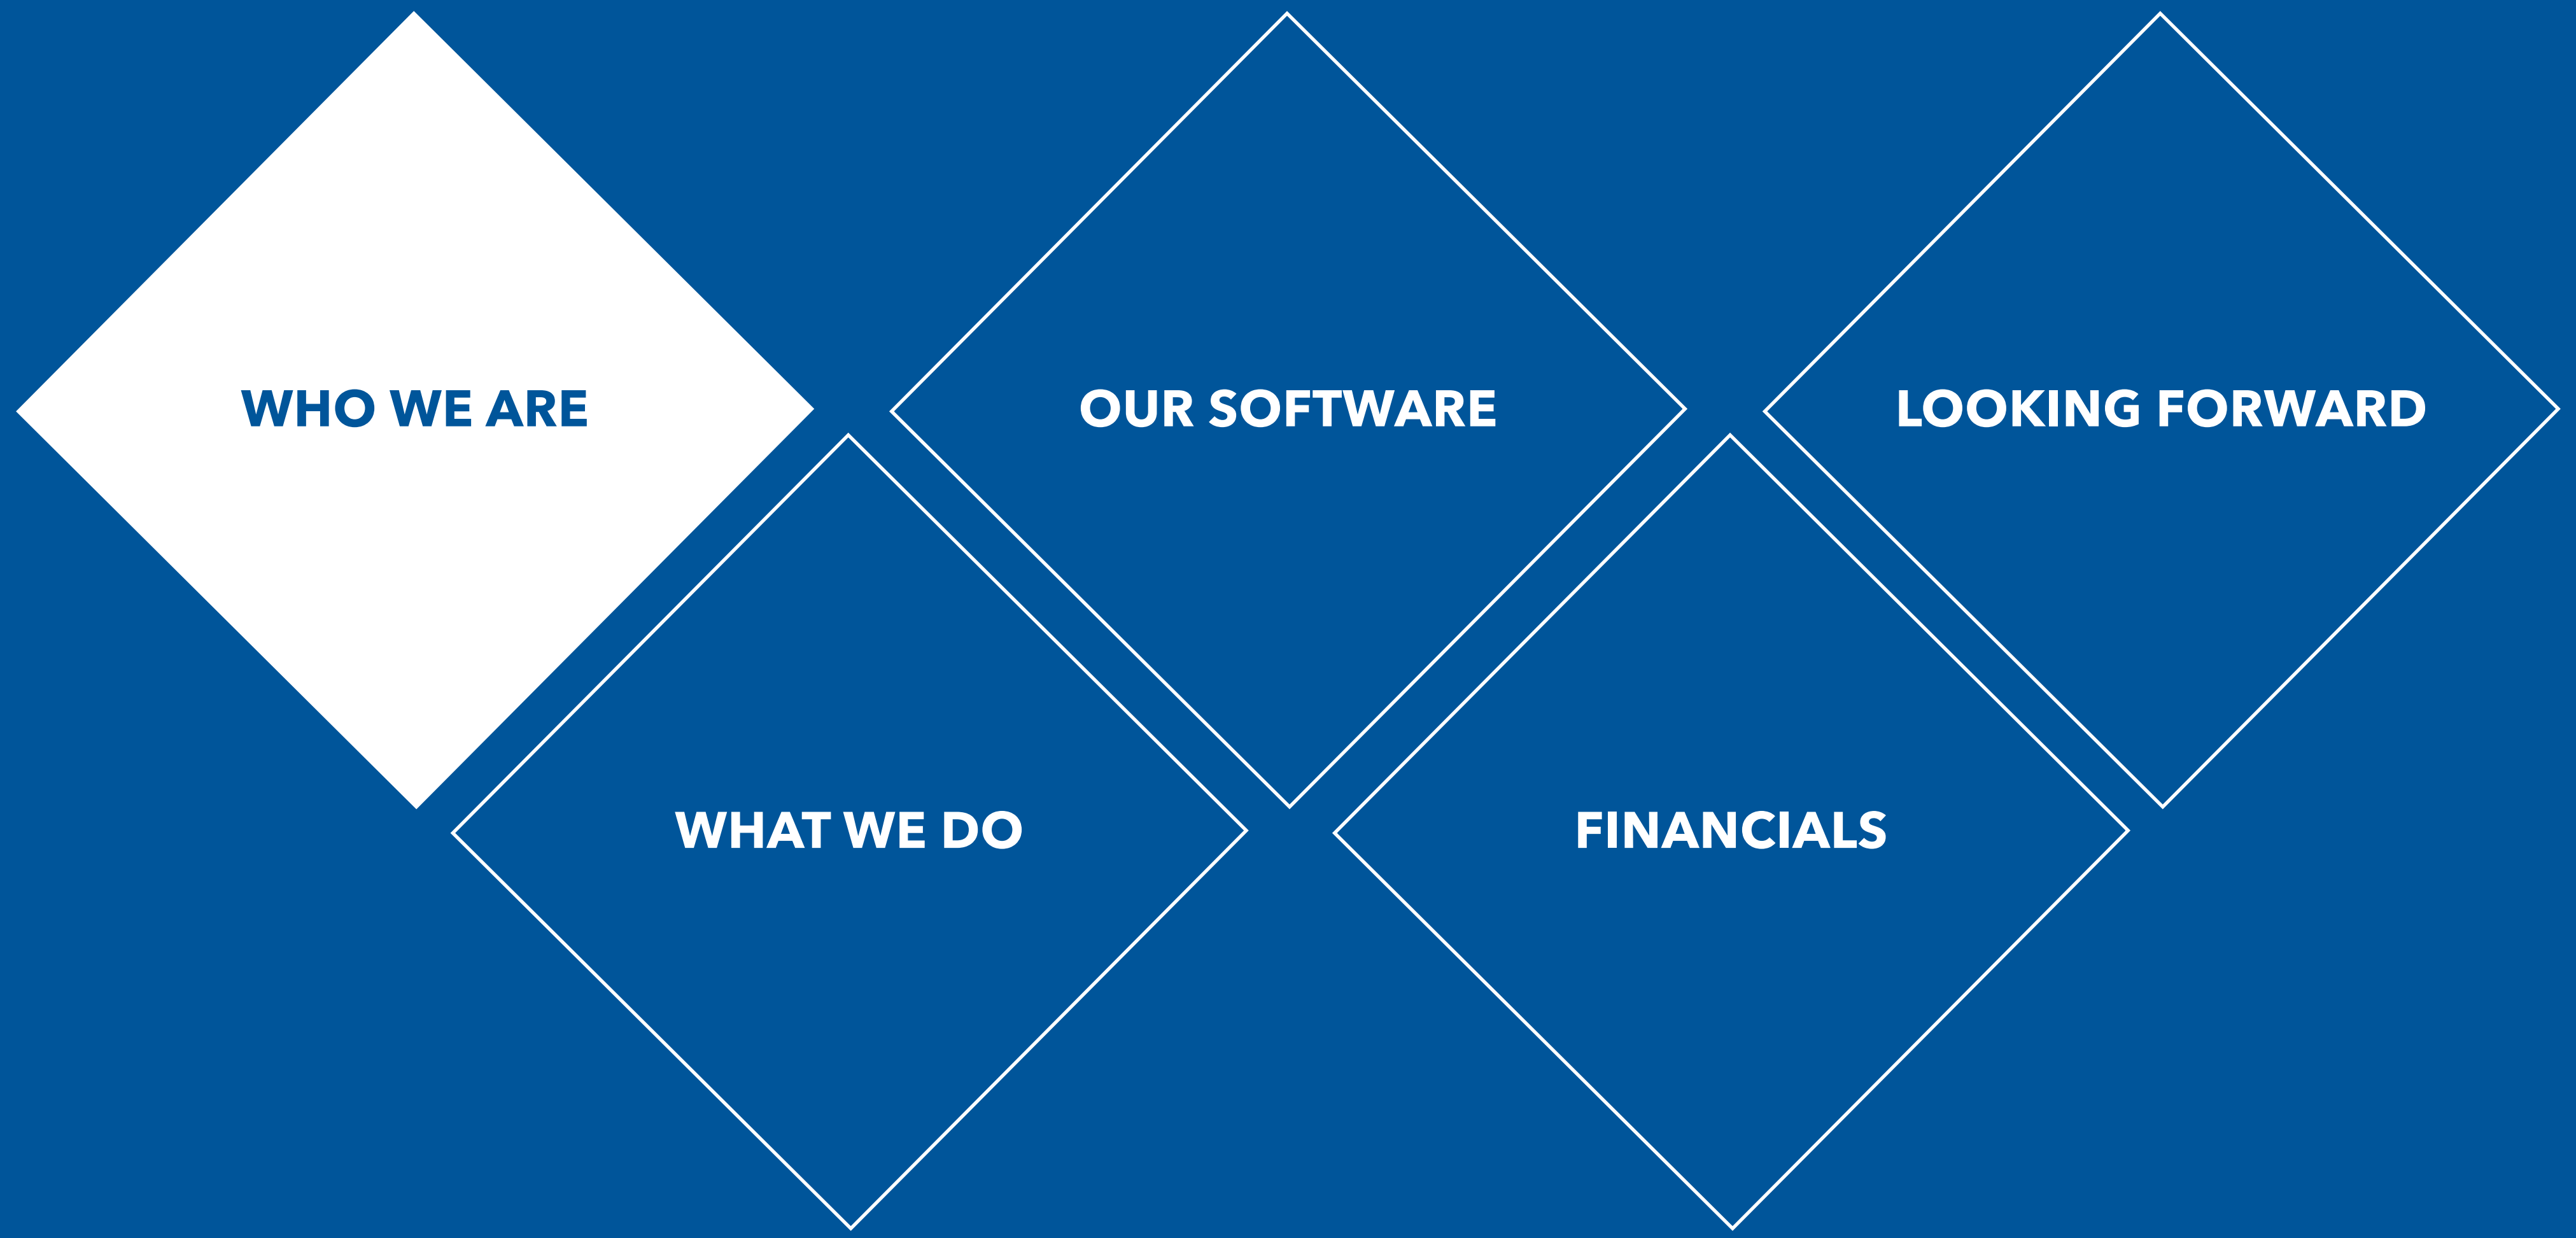 WHO WE ARE
OUR SOFTWARE
LOOKING FORWARD
WHAT WE DO
FINANCIALS